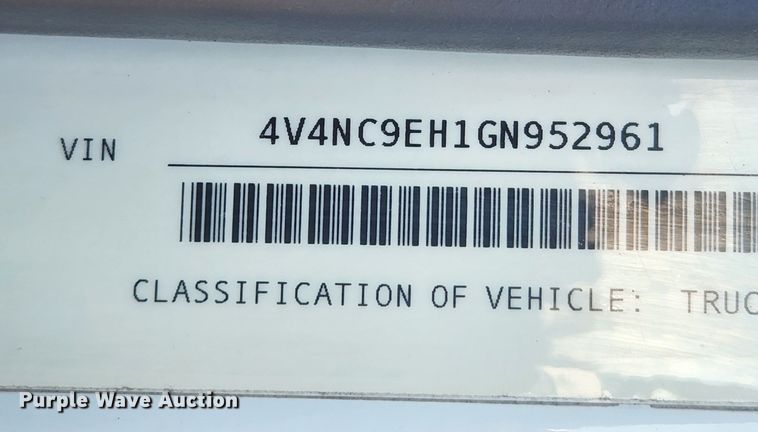 VIN 4V4NC9EH1GN952961
CLASSIFICATION OF VEHICLE: TRUC
Purple Wave Auction